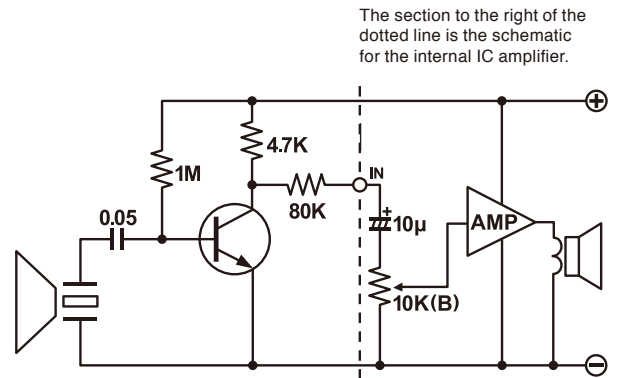 The section to the right of the
dotted line is the schematic
for the internal IC amplifier.
+
4.7K
1M
IN
80K
0.05
+
10μ
AMP
10K(B)
−